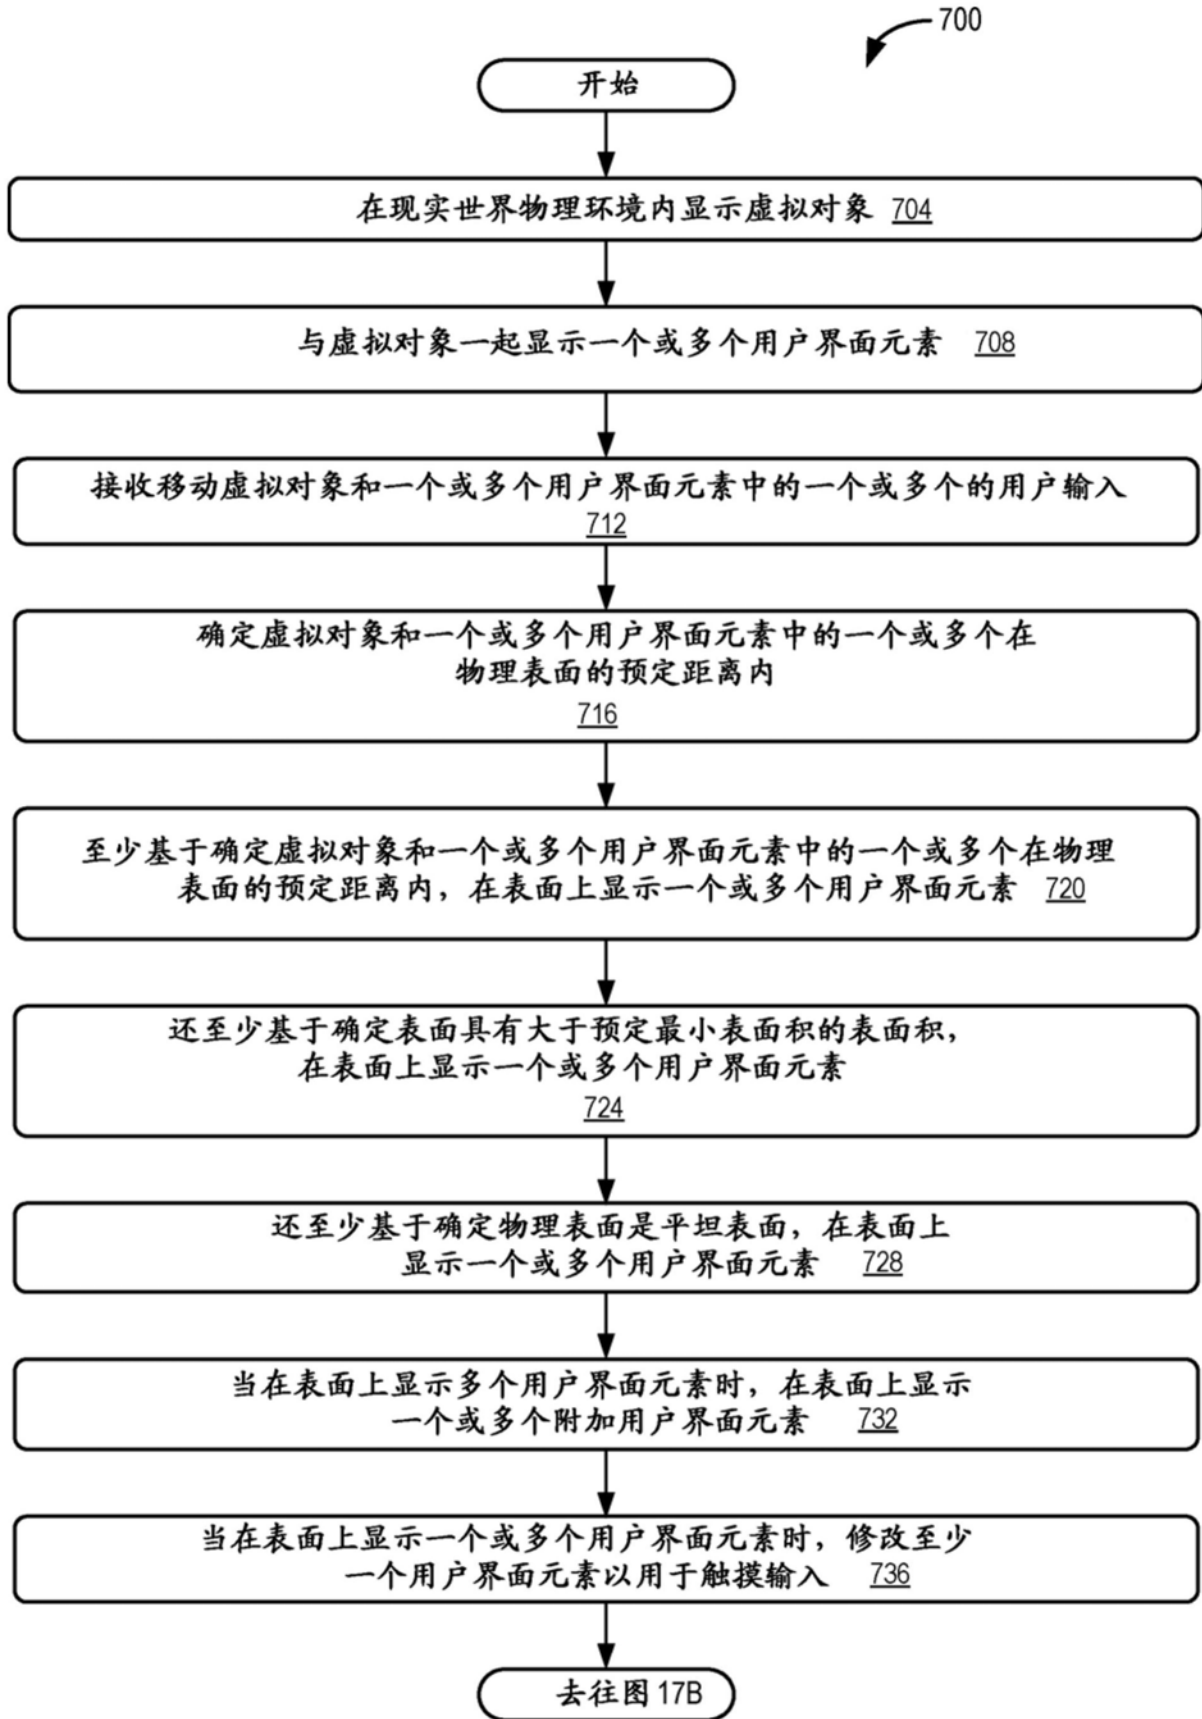 700
开始
在现实世界物理环境内显示虚拟对象 704
与虚拟对象一起显示一个或多个用户界面元素 708
接收移动虚拟对象和一个或多个用户界面元素中的一个或多个的用户输入
712
确定虚拟对象和一个或多个用户界面元素中的一个或多个在
物理表面的预定距离内
716
至少基于确定虚拟对象和一个或多个用户界面元素中的一个或多个在物理
表面的预定距离内，在表面上显示一个或多个用户界面元素 720
还至少基于确定表面具有大于预定最小表面积的表面积，
在表面上显示一个或多个用户界面元素
724
还至少基于确定物理表面是平坦表面，在表面上
显示一个或多个用户界面元素 728
当在表面上显示多个用户界面元素时，在表面上显示
一个或多个附加用户界面元素 732
当在表面上显示一个或多个用户界面元素时，修改至少
一个用户界面元素以用于触摸输入 736
去往图 17B